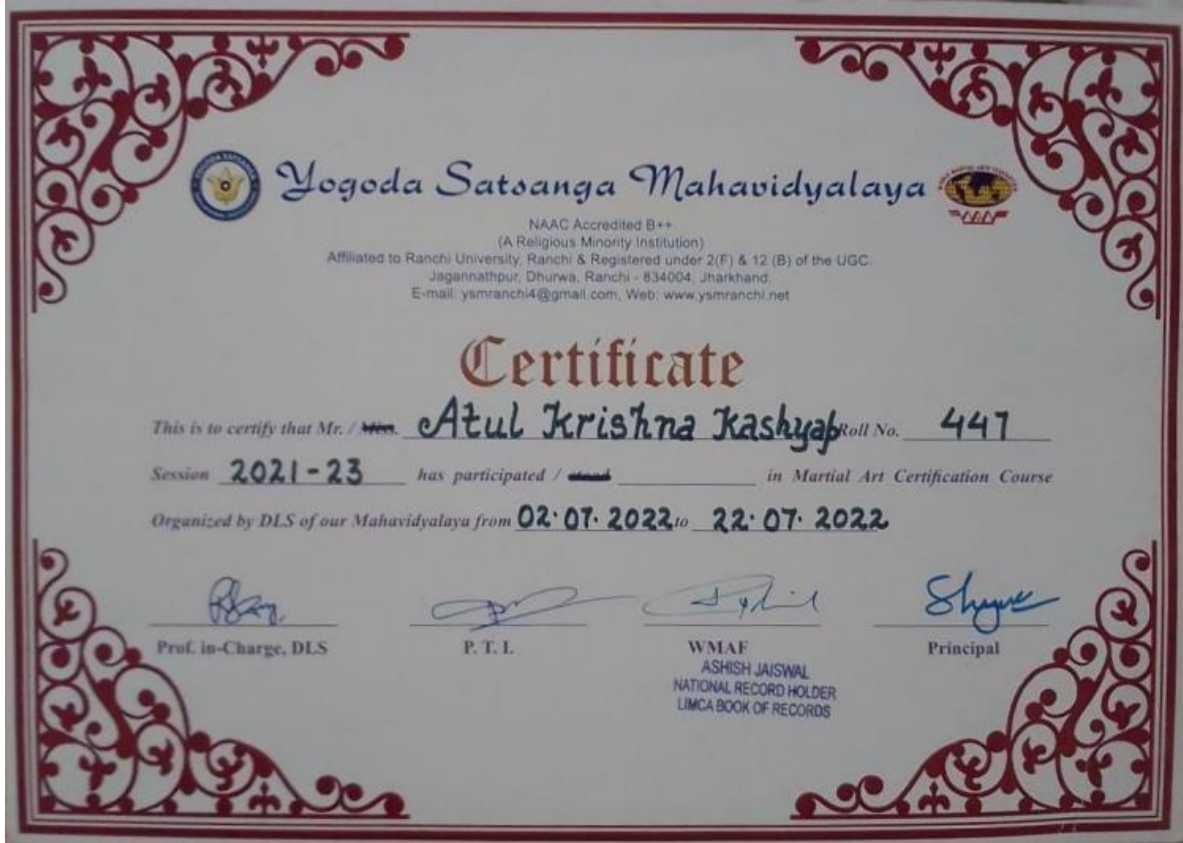 Yogoda Satsanga Mahavidyalaya
NAAC Accredited B++
(A Religious Minority Institution)
Affiliated to Ranchi University, Ranchi & Registered under 2(F) & 12 (B) of the UGC.
Jagannathpur, Dhurwa, Ranchi - 834004, Jharkhand.
E-mail: ysmranchi4@gmail.com, Web: www.ysmranchi.net
Certificate
This is to certify that Mr. / Miss. Atul Krishna Kashyap Roll No. 447
Session 2021-23 has participated / stood in Martial Art Certification Course
Organized by DLS of our Mahavidyalaya from 02.07.2022 to 22.07.2022
Prof. in-Charge, DLS P. T. I. WMAF Principal
ASHISH JAISWAL
NATIONAL RECORD HOLDER
LIMCA BOOK OF RECORDS